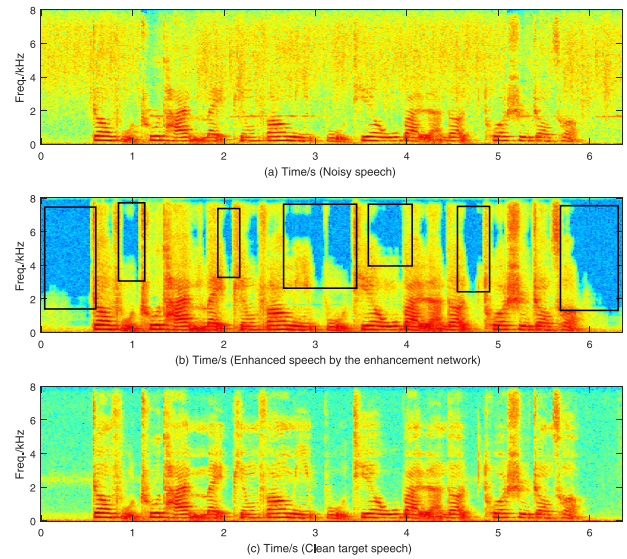 8
6
4
2
0
Freq./kHz
0 1 2 3 4 5 6
(a) Time/s (Noisy speech)
8
6
4
2
0
Freq./kHz
0 1 2 3 4 5 6
(b) Time/s (Enhanced speech by the enhancement network)
8
6
4
2
0
Freq./kHz
0 1 2 3 4 5 6
(c) Time/s (Clean target speech)